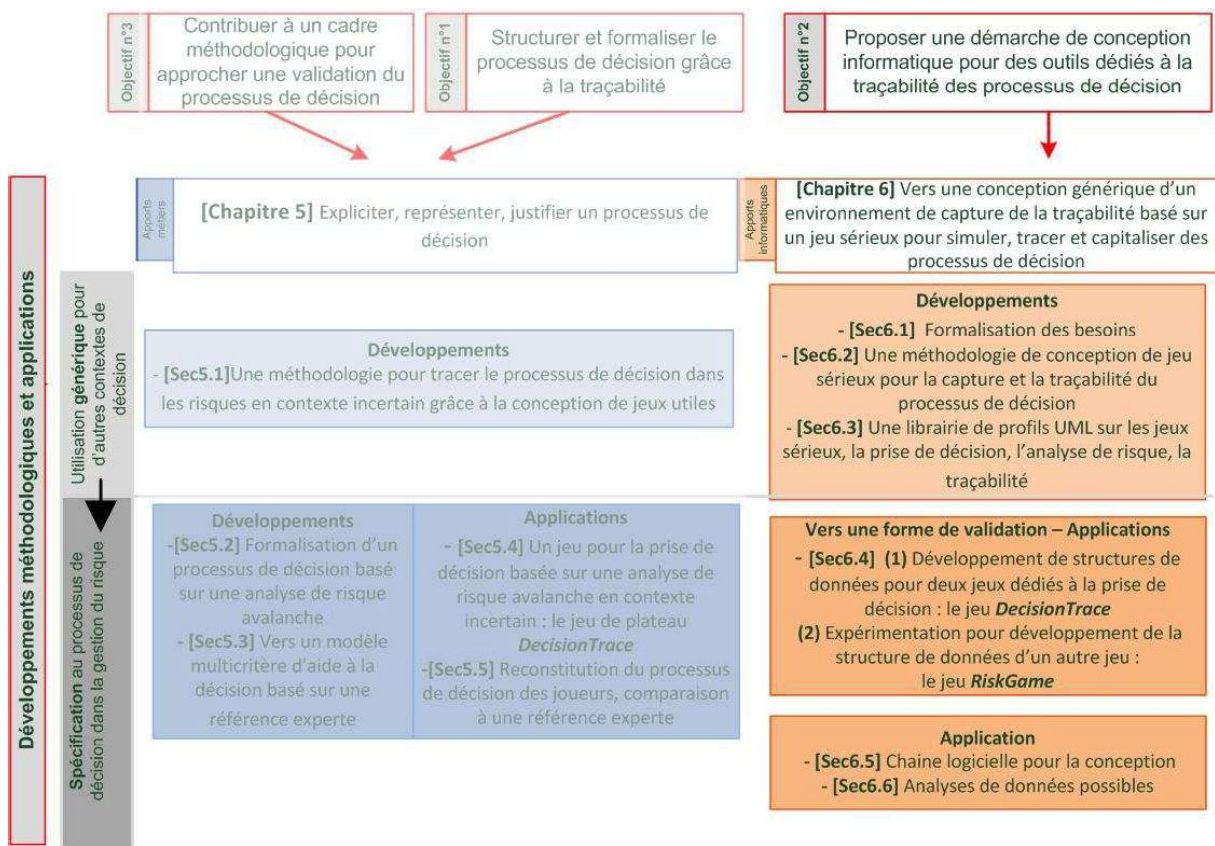 Objectif n°3
Contribuer à un cadre
méthodologique pour
approcher une validation du
processus de décision
Objectif n°1
Structurer et formaliser le
processus de décision grâce
à la traçabilité
Objectif n°2
Proposer une démarche de conception
informatique pour des outils dédiés à la
traçabilité des processus de décision
Développements méthodologiques et applications
Apports
métiers
[Chapitre 5] Expliciter, représenter, justifier un processus de
décision
Apports
informatiques
[Chapitre 6] Vers une conception générique d'un
environnement de capture de la traçabilité basé sur
un jeu sérieux pour simuler, tracer et capitaliser des
processus de décision
Utilisation générique pour
d'autres contextes de
décision
Développements
- [Sec5.1]Une méthodologie pour tracer le processus de décision dans
les risques en contexte incertain grâce à la conception de jeux utiles
Développements
- [Sec6.1] Formalisation des besoins
- [Sec6.2] Une méthodologie de conception de jeu
sérieux pour la capture et la traçabilité du
processus de décision
- [Sec6.3] Une librairie de profils UML sur les jeux
sérieux, la prise de décision, l'analyse de risque, la
traçabilité
Spécification au processus de
décision dans la gestion du risque
Développements
-[Sec5.2] Formalisation d'un
processus de décision basé
sur une analyse de risque
avalanche
- [Sec5.3] Vers un modèle
multicritère d'aide à la
décision basé sur une
référence experte
Applications
- [Sec5.4] Un jeu pour la prise de
décision basée sur une analyse de
risque avalanche en contexte
incertain : le jeu de plateau
DecisionTrace
- [Sec5.5] Reconstitution du processus
de décision des joueurs, comparaison
à une référence experte
Vers une forme de validation – Applications
- [Sec6.4] (1) Développement de structures de
données pour deux jeux dédiés à la prise de
décision : le jeu DecisionTrace
(2) Expérimentation pour développement de la
structure de données d'un autre jeu :
le jeu RiskGame
Application
- [Sec6.5] Chaine logicielle pour la conception
- [Sec6.6] Analyses de données possibles